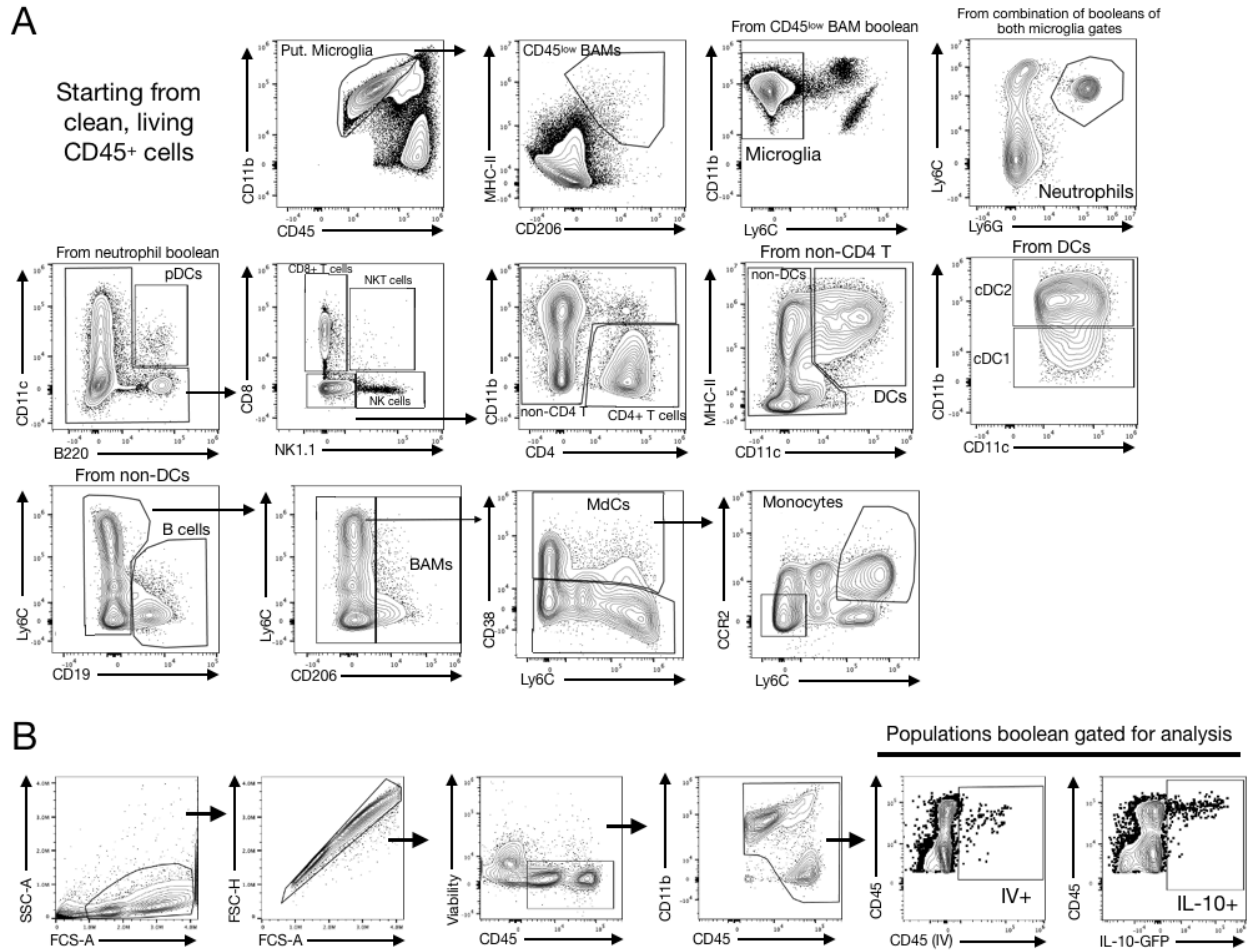 A
Starting from
clean, living
CD45+ cells
Put. Microglia
CD11b
CD45
CD45low BAMs
MHC-II
CD206
From CD45low BAM boolean
Microglia
CD11b
Ly6C
From combination of booleans of
both microglia gates
Neutrophils
Ly6C
Ly6G
From neutrophil boolean
pDCs
CD11c
B220
CD8+ T cells
NKT cells
NK cells
CD8
NK1.1
non-CD4 T
CD4+ T cells
CD11b
CD4
From non-CD4 T
non-DCs
DCs
MHC-II
CD11c
From DCs
cDC2
cDC1
CD11b
CD11c
From non-DCs
B cells
Ly6C
CD19
BAMs
Ly6C
CD206
MdCs
CD38
Ly6C
Monocytes
CCR2
Ly6C
B
Populations boolean gated for analysis
SSC-A
FCS-A
FSC-H
FCS-A
Viability
CD45
CD11b
CD45
IV+
CD45
CD45 (IV)
IL-10+
CD45
IL-10-GFP